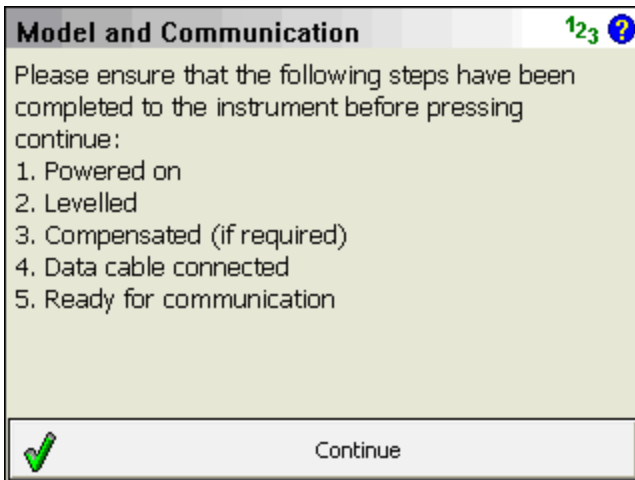 Model and Communication 123 ?
Please ensure that the following steps have been
completed to the instrument before pressing
continue:
1. Powered on
2. Levelled
3. Compensated (if required)
4. Data cable connected
5. Ready for communication
Continue